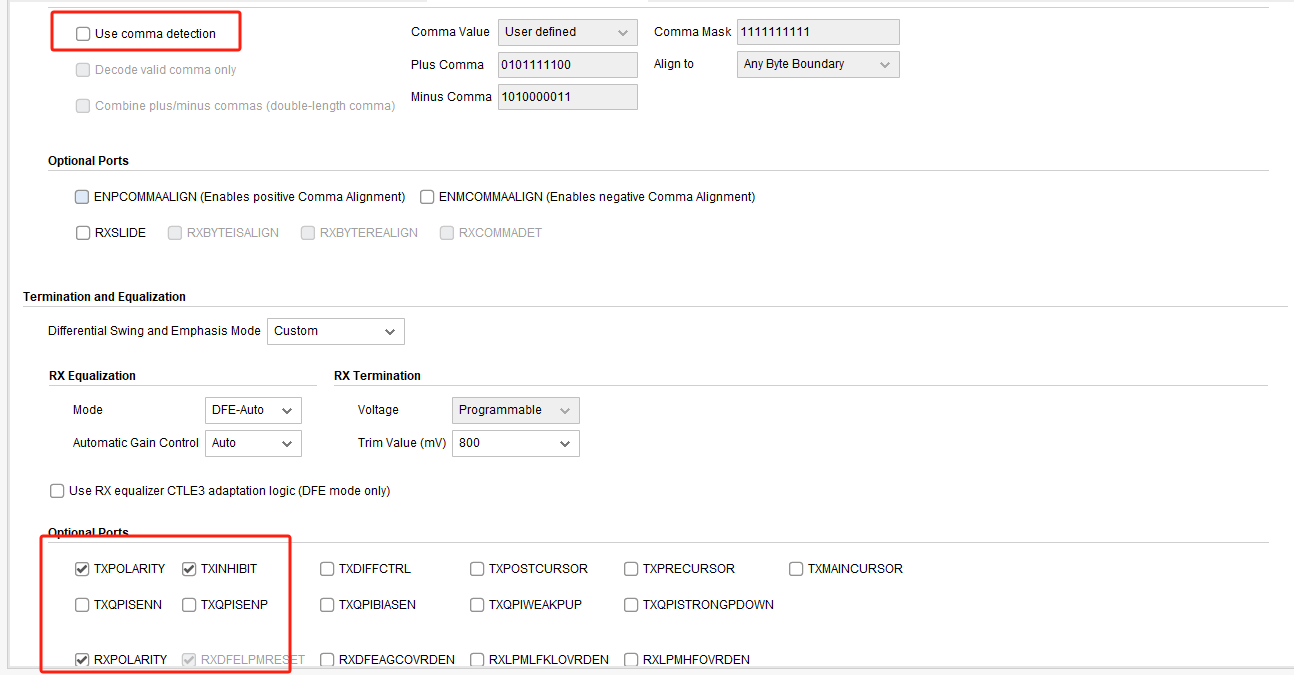 Use comma detection Comma Value User defined Comma Mask 1111111111
Decode valid comma only Plus Comma 0101111100 Align to Any Byte Boundary
Combine plus/minus commas (double-length comma) Minus Comma 1010000011
Optional Ports
ENPCOMMAALIGN (Enables positive Comma Alignment) ENMCOMMAALIGN (Enables negative Comma Alignment)
RXSLIDE RXBYTEISALIGN RXBYTEREALIGN RXCOMMADET
Termination and Equalization
Differential Swing and Emphasis Mode Custom
RX Equalization RX Termination
Mode DFE-Auto Voltage Programmable
Automatic Gain Control Auto Trim Value (mV) 800
Use RX equalizer CTLE3 adaptation logic (DFE mode only)
Optional Ports
TXPOLARITY TXINHIBIT TXDIFFCTRL TXPOSTCURSOR TXPRECURSOR TXMAINCURSOR
TXQPISENN TXQPISENP TXQPIBIASEN TXQPIWEAKPUP TXQPISTRONGPDOWN
RXPOLARITY RXDFELPMRESET RXDFEAGCOVRDEN RXLPMLFKLOVRDEN RXLPMHFOVRDEN